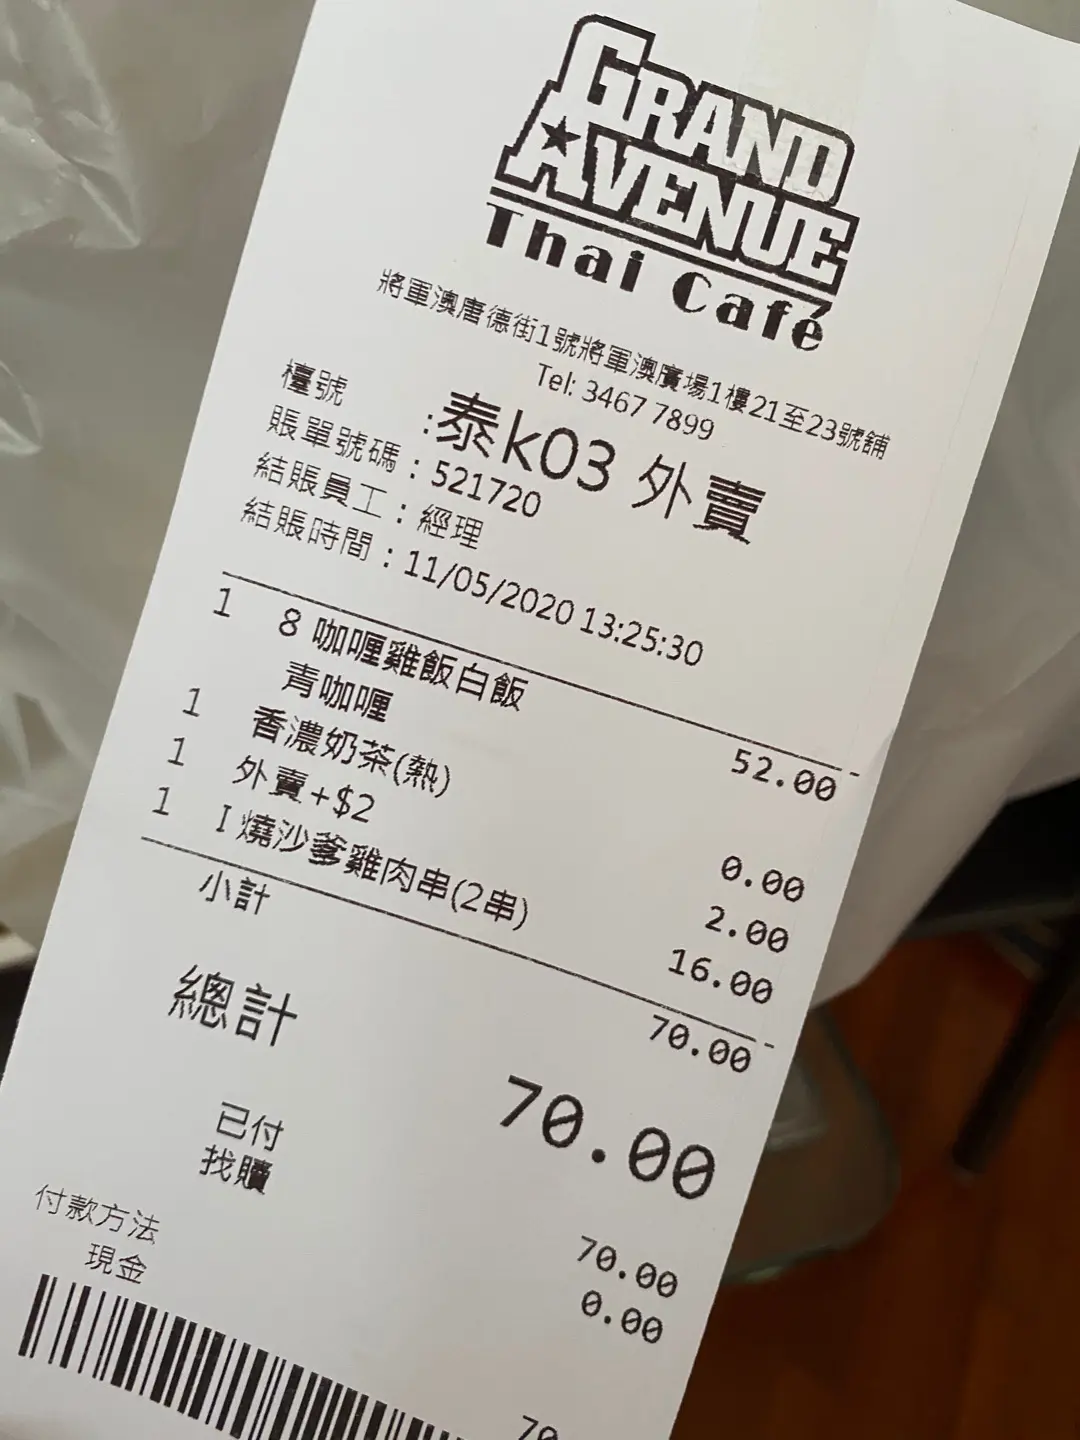 GRAND
AVENUE
Thai Café
將軍澳唐德街1號將軍澳廣場1樓21至23號舖
Tel: 3467 7899
檯號 :泰k03 外賣
賬單號碼 : 521720
結賬員工 : 經理
結賬時間 : 11/05/2020 13:25:30
1 8 咖喱雞飯白飯 52.00
青咖喱
1 香濃奶茶(熱) 0.00
1 外賣+$2 2.00
1 I 燒沙爹雞肉串(2串) 16.00
小計 70.00
總計 70.00
已付 70.00
找贖 0.00
付款方法
現金 70